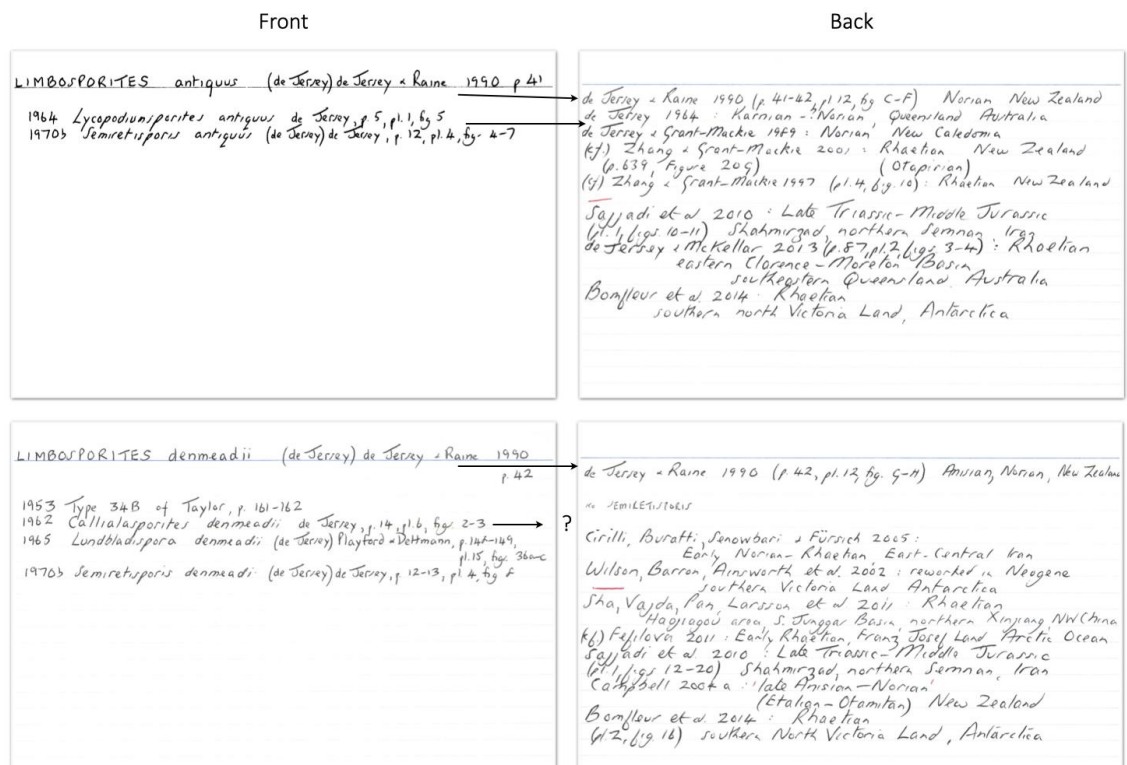 Front
Back
LIMBOSPORITES antiquus (de Jersey) de Jersey & Raine 1990 p 41
1964 Lycopodiumsporites antiquus de Jersey, p. 5, pl. 1, fig 5
1970b Semiretisporis antiquus (de Jersey) de Jersey, p. 12, pl. 4, fig. 4-7
de Jersey & Raine 1990 (p. 41-42, pl. 12, fig C-F) Norian New Zealand
de Jersey 1964 : Karnian - ?Norian, Queensland Australia
de Jersey & Grant-Mackie 1989 : Norian New Caledonia
(cf.) Zhang & Grant-Mackie 2001 : Rhaetian New Zealand
(p.639, Figure 20G) (Otapirian)
(cf) Zhang & Grant-Mackie 1997 (pl.4, fig.10) : Rhaetian New Zealand
Sajjadi et al 2010 : Late Triassic - Middle Jurassic
(pl.1, figs.10-11) Shahmirzad, northern Semnan, Iran
de Jersey & McKellar 2013 (p.87, pl.2, figs 3-4) : Rhaetian
eastern Clarence-Moreton Basin
southeastern Queensland, Australia
Bomfleur et al. 2014 : Rhaetian
southern north Victoria Land, Antarctica
LIMBOSPORITES denmeadii (de Jersey) de Jersey & Raine 1990
p. 42
1953 Type 34B of Taylor, p. 161-162
1962 Callialasporites denmeadii de Jersey, p. 14, pl. 6, fig. 2-3
?
1965 Lundbladispora denmeadii (de Jersey) Playford & Dettmann, p. 148-149,
pl.15, fig. 36a-c
1970b Semiretisporis denmeadi (de Jersey) de Jersey, p. 12-13, pl. 4, fig 8
de Jersey & Raine 1990 (p. 42, pl. 12, fig. G-H) Anisian, Norian, New Zealand
SEMIRETISPORIS
Cirilli, Buratti, Senowbari & Fürsich 2005 :
Early Norian-Rhaetian East-Central Iran
Wilson, Barron, Ainsworth et al. 2002 : reworked in Neogene
southern Victoria Land Antarctica
Sha, Vajda, Pan, Larsson et al 2011 : Rhaetian
Haojiagou area, S. Junggar Basin, northern Xinjiang, NW China
(cf.) Fefilova 2011 : Early Rhaetian, Franz Josef Land Arctic Ocean
Sajjadi et al 2010 : Late Triassic - Middle Jurassic
(pl.1, figs 12-20) Shahmirzad, northern Semnan, Iran
Campbell 2004a : 'late Anisian-Norian'
(Etalian-Otamitan) New Zealand
Bomfleur et al. 2014 : Rhaetian
(pl.2, fig 16) southern North Victoria Land, Antarctica